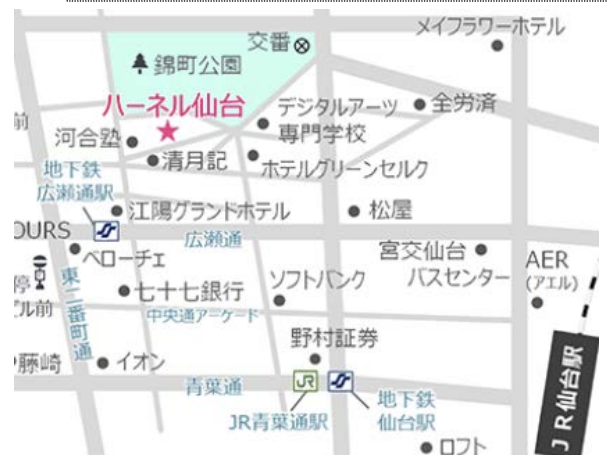 メイフラワーホテル
交番
錦町公園
ハーネル仙台
デジタルアーツ
専門学校
全労済
前
河合塾
清月記
ホテルグリーンセルク
地下鉄
広瀬通駅
江陽グランドホテル
松屋
OURS
広瀬通
ベローチェ
宮交仙台
バスセンター
AER
(アエル)
停
ビル前
東二番町通
七十七銀行
ソフトバンク
中央通アーケード
野村証券
藤崎
イオン
青葉通
JR
JR青葉通駅
地下鉄
仙台駅
JR仙台駅
ロフト